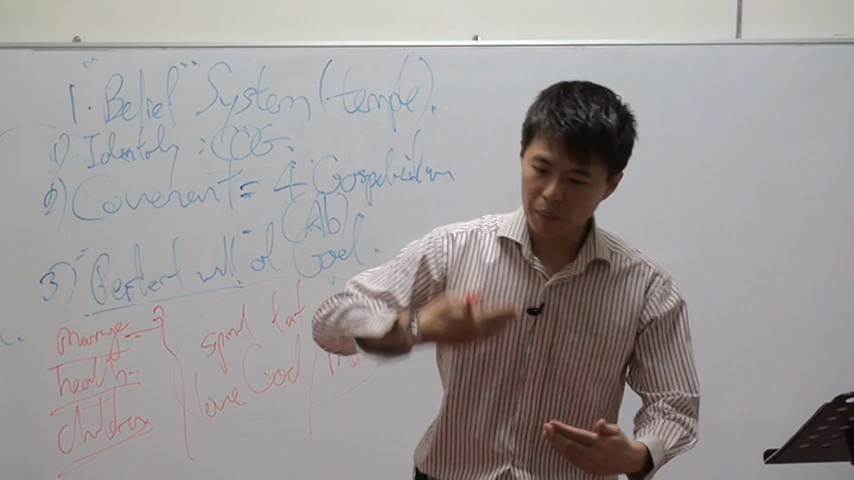 1. "Belief" System (temple).
1) Identity : COG.
2) Covenant = 4
(Ab)
3) "Perfect will" of God.
marriage
health
children
love God